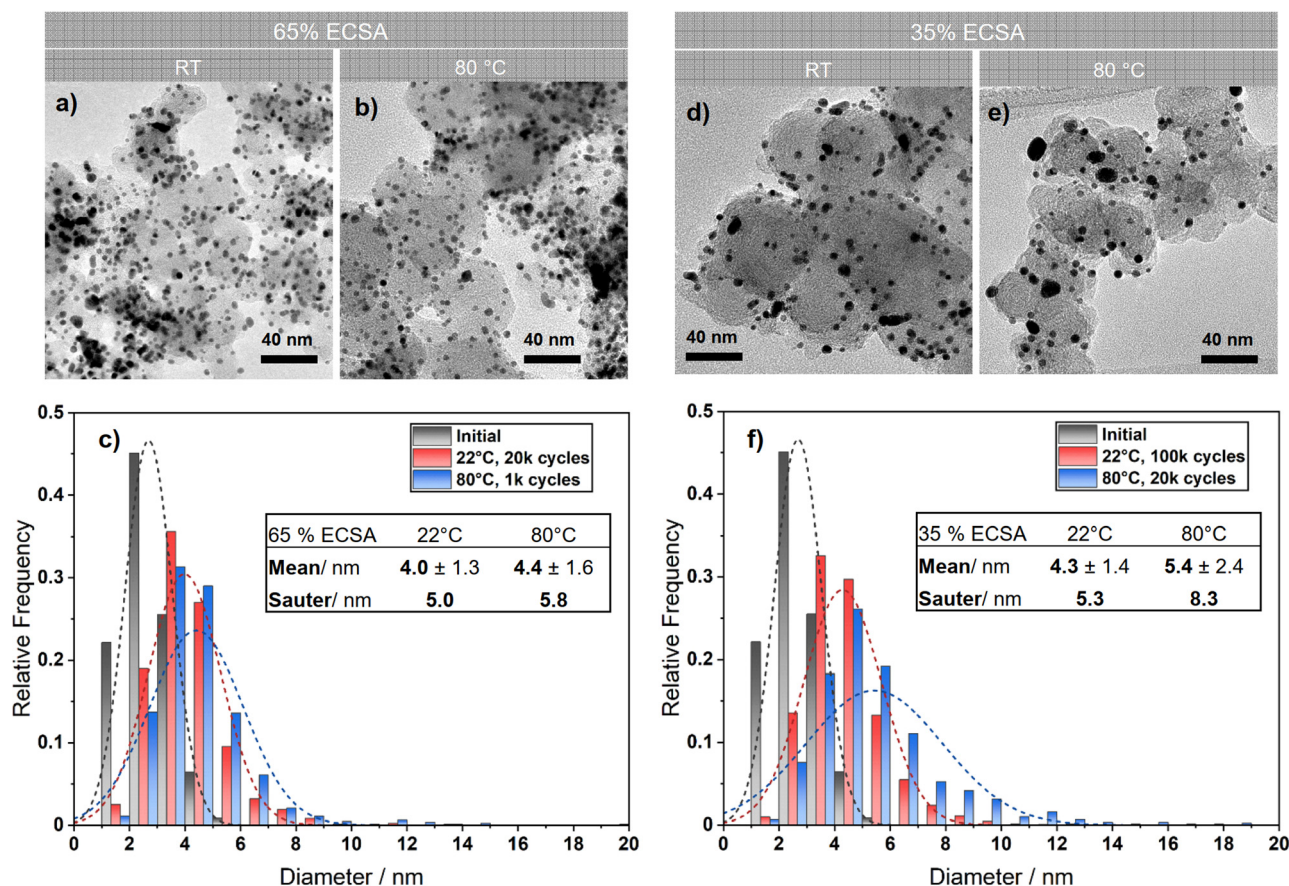 65% ECSA
RT
80 °C
a)
b)
40 nm
40 nm
35% ECSA
RT
80 °C
d)
e)
40 nm
40 nm
c)
Initial
22°C, 20k cycles
80°C, 1k cycles
65 % ECSA 22°C 80°C
Mean/ nm 4.0 ± 1.3 4.4 ± 1.6
Sauter/ nm 5.0 5.8
Relative Frequency
0.5
0.4
0.3
0.2
0.1
0
0 2 4 6 8 10 12 14 16 18 20
Diameter / nm
f)
Initial
22°C, 100k cycles
80°C, 20k cycles
35 % ECSA 22°C 80°C
Mean/ nm 4.3 ± 1.4 5.4 ± 2.4
Sauter/ nm 5.3 8.3
Relative Frequency
0.5
0.4
0.3
0.2
0.1
0
0 2 4 6 8 10 12 14 16 18 20
Diameter / nm